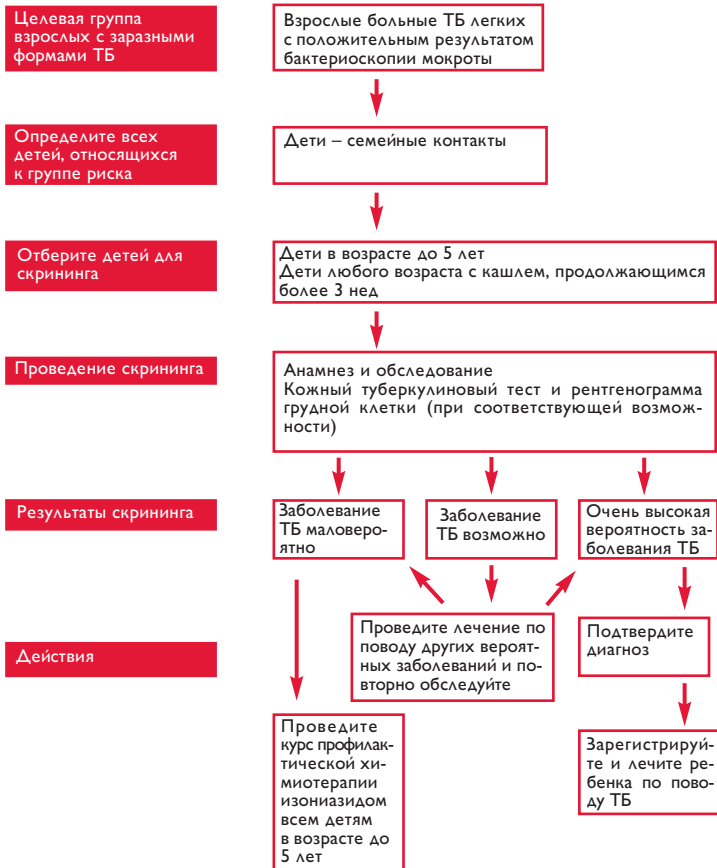 Целевая группа
взрослых с заразными
формами ТБ
Взрослые больные ТБ легких
с положительным результатом
бактериоскопии мокроты
Определите всех
детей, относящихся
к группе риска
Дети – семейные контакты
Отберите детей для
скрининга
Дети в возрасте до 5 лет
Дети любого возраста с кашлем, продолжающимся
более 3 нед
Проведение скрининга
Анамнез и обследование
Кожный туберкулиновый тест и рентгенограмма
грудной клетки (при соответствующей возмож-
ности)
Результаты скрининга
Заболевание
ТБ маловеро-
ятно
Заболевание
ТБ возможно
Очень высокая
вероятность за-
болевания ТБ
Действия
Проведите лечение по
поводу других вероят-
ных заболеваний и по-
вторно обследуйте
Подтвердите
диагноз
Проведите
курс профилак-
тической хи-
миотерапии
изониазидом
всем детям
в возрасте до
5 лет
Зарегистрируй-
те и лечите ре-
бенка по пово-
ду ТБ